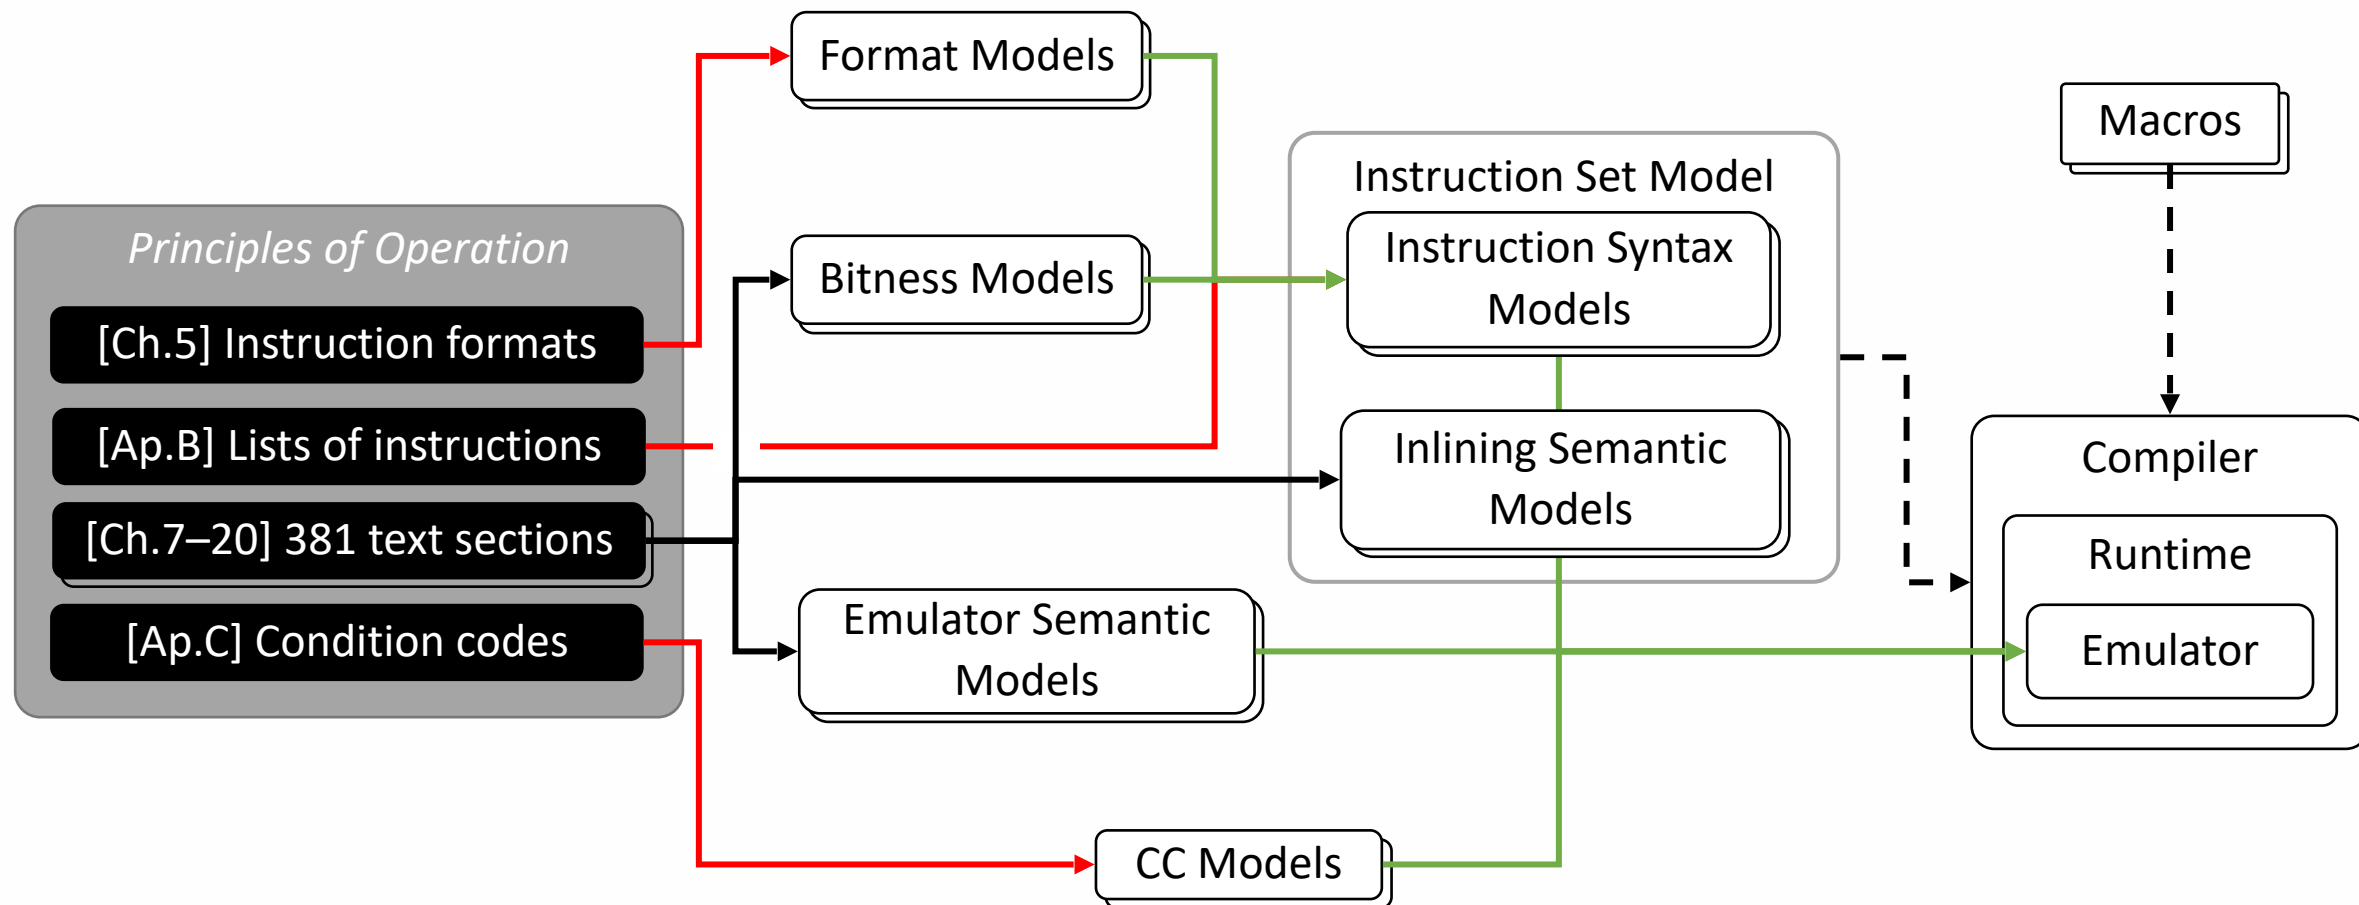 Format Models
Macros
Instruction Set Model
Principles of Operation
Bitness Models
Instruction Syntax
Models
[Ch.5] Instruction formats
[Ap.B] Lists of instructions
Inlining Semantic
Models
Compiler
[Ch.7–20] 381 text sections
Runtime
[Ap.C] Condition codes
Emulator Semantic
Models
Emulator
CC Models